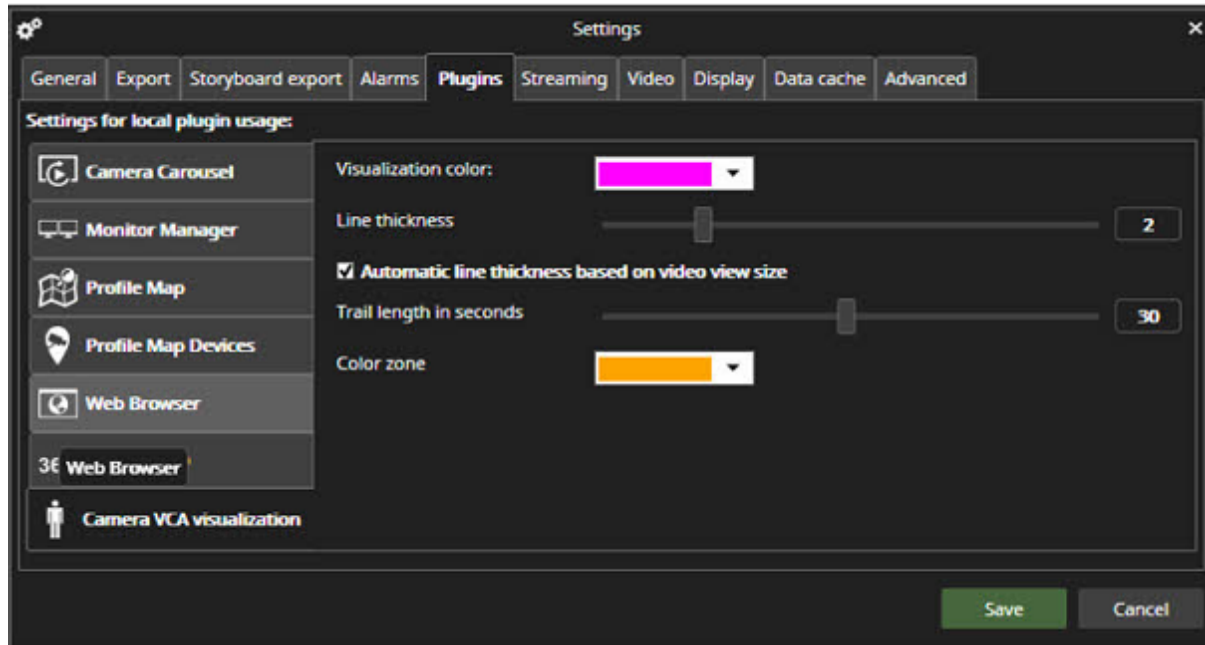 Settings
General Export Storyboard export Alarms Plugins Streaming Video Display Data cache Advanced
Settings for local plugin usage:
Camera Carousel
Monitor Manager
Profile Map
Profile Map Devices
Web Browser
36 Web Browser
Camera VCA visualization
Visualization color:
Line thickness 2
Automatic line thickness based on video view size
Trail length in seconds 30
Color zone
Save Cancel